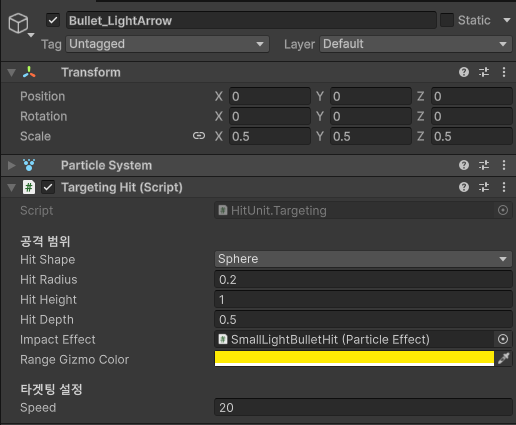 Bullet_LightArrow Static
Tag Untagged Layer Default
Transform
Position X 0 Y 0 Z 0
Rotation X 0 Y 0 Z 0
Scale X 0.5 Y 0.5 Z 0.5
Particle System
# Targeting Hit (Script)
Script # HitUnit.Targeting
공격 범위
Hit Shape Sphere
Hit Radius 0.2
Hit Height 1
Hit Depth 0.5
Impact Effect # SmallLightBulletHit (Particle Effect)
Range Gizmo Color
타겟팅 설정
Speed 20